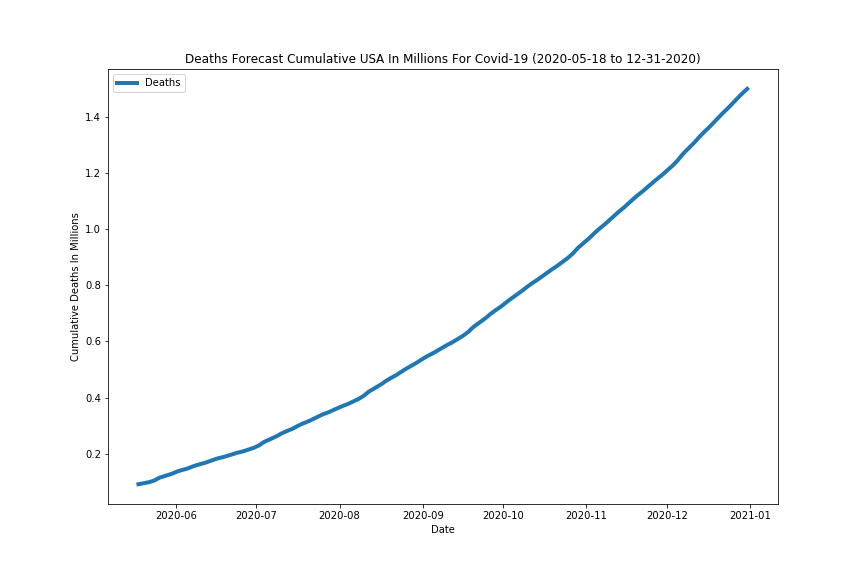 Deaths Forecast Cumulative USA In Millions For Covid-19 (2020-05-18 to 12-31-2020)
Deaths
1.4
1.2
1.0
0.8
0.6
0.4
0.2
Cumulative Deaths In Millions
2020-06 2020-07 2020-08 2020-09 2020-10 2020-11 2020-12 2021-01
Date